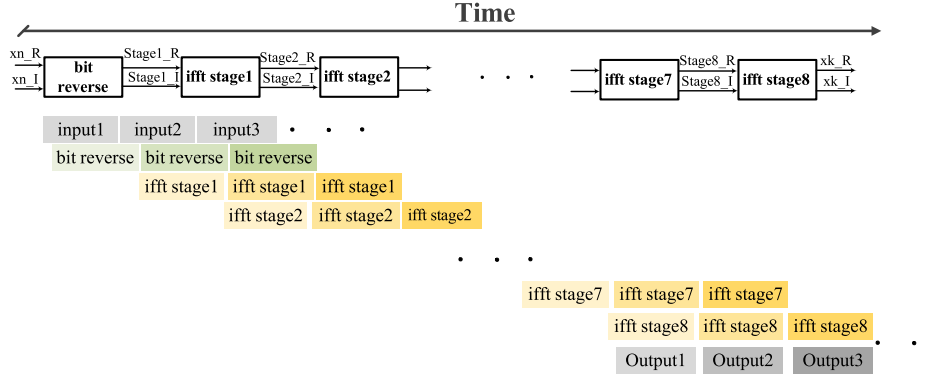 Time
xn_R
xn_I
bit
reverse
Stage1_R
Stage1_I
ifft stage1
Stage2_R
Stage2_I
ifft stage2
. . .
ifft stage7
Stage8_R
Stage8_I
ifft stage8
xk_R
xk_I
input1 input2 input3 . . .
bit reverse bit reverse bit reverse
ifft stage1 ifft stage1 ifft stage1
ifft stage2 ifft stage2 ifft stage2
. . .
ifft stage7 ifft stage7 ifft stage7
ifft stage8 ifft stage8 ifft stage8 . .
Output1 Output2 Output3